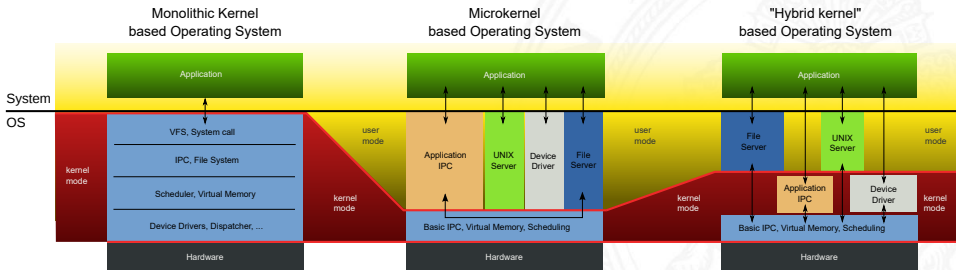 Monolithic Kernel
based Operating System
Microkernel
based Operating System
"Hybrid kernel"
based Operating System
Application
Application
Application
System
OS
VFS, System call
IPC, File System
Scheduler, Virtual Memory
Device Drivers, Dispatcher, ...
Hardware
kernel
mode
user
mode
kernel
mode
Application
IPC
UNIX
Server
Device
Driver
File
Server
Basic IPC, Virtual Memory, Scheduling
Hardware
user
mode
kernel
mode
File
Server
UNIX
Server
Application
IPC
Device
Driver
Basic IPC, Virtual Memory, Scheduling
Hardware
user
mode
kernel
mode